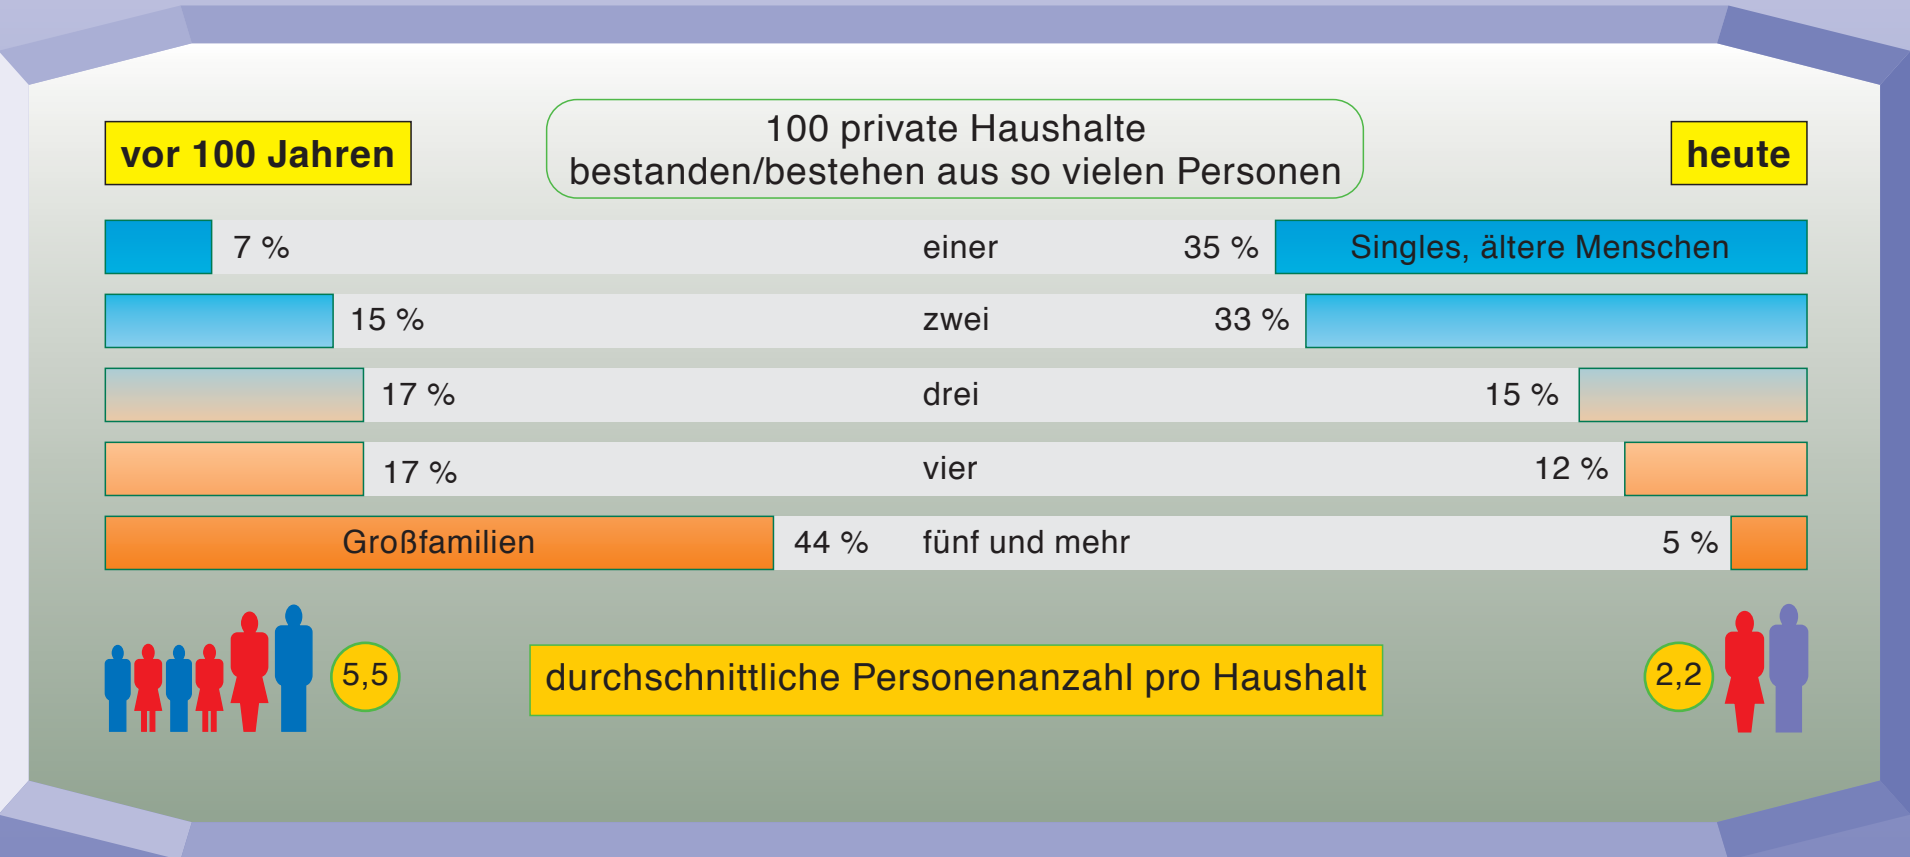 vor 100 Jahren
100 private Haushalte
bestanden/bestehen aus so vielen Personen
heute
7 % einer 35 % Singles, ältere Menschen
15 % zwei 33 %
17 % drei 15 %
17 % vier 12 %
Großfamilien 44 % fünf und mehr 5 %
5,5 durchschnittliche Personenanzahl pro Haushalt 2,2